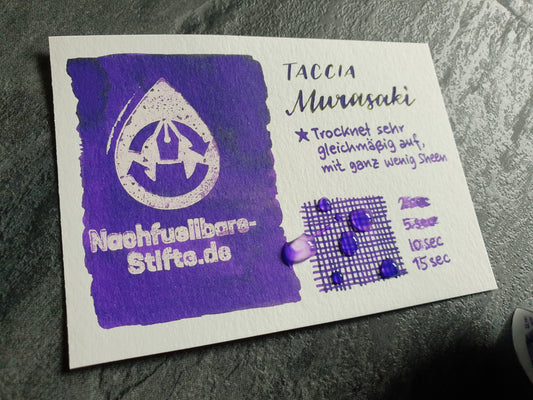 Nachfuellbare-
Stifte.de
TACCIA
Murasaki
★ Trocknet sehr
gleichmäßig auf,
mit ganz wenig Sheen
5 sec
10 sec
15 sec